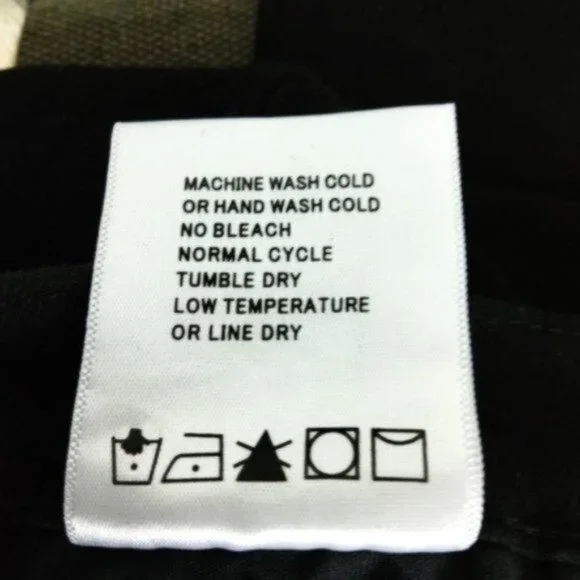 MACHINE WASH COLD
OR HAND WASH COLD
NO BLEACH
NORMAL CYCLE
TUMBLE DRY
LOW TEMPERATURE
OR LINE DRY